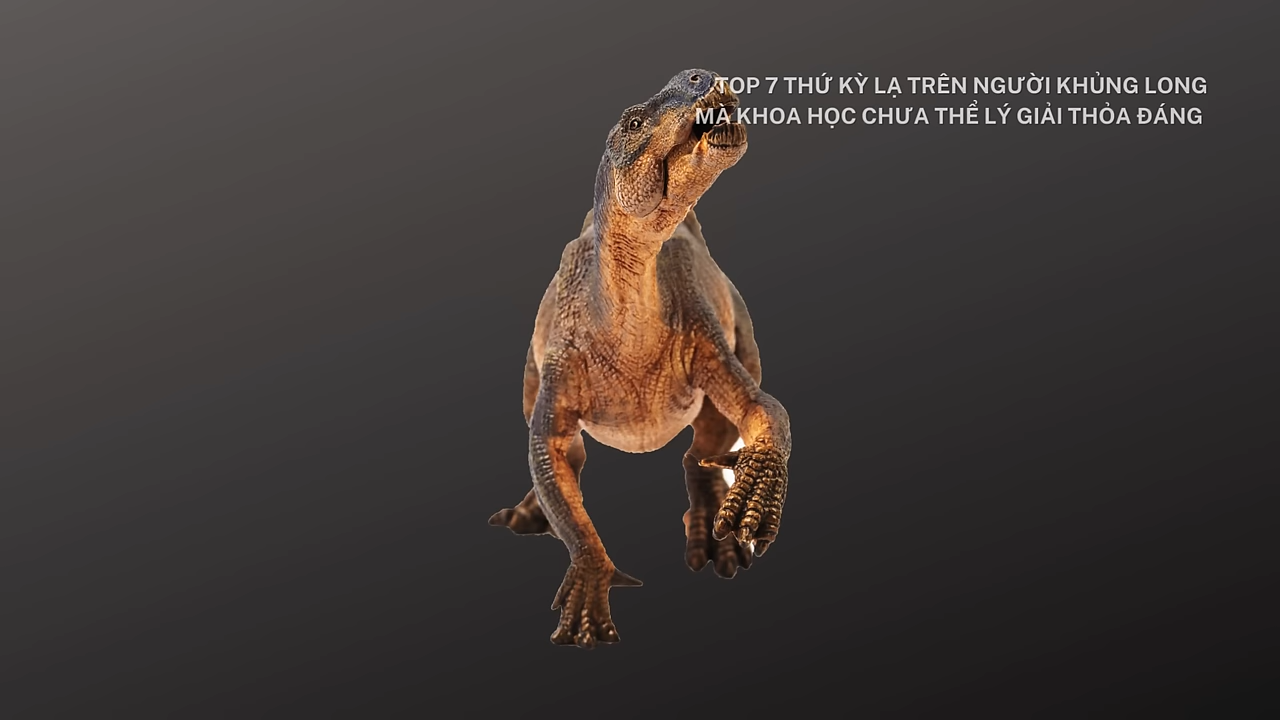 TOP 7 THỨ KỲ LẠ TRÊN NGƯỜI KHỦNG LONG
MÀ KHOA HỌC CHƯA THỂ LÝ GIẢI THỎA ĐÁNG